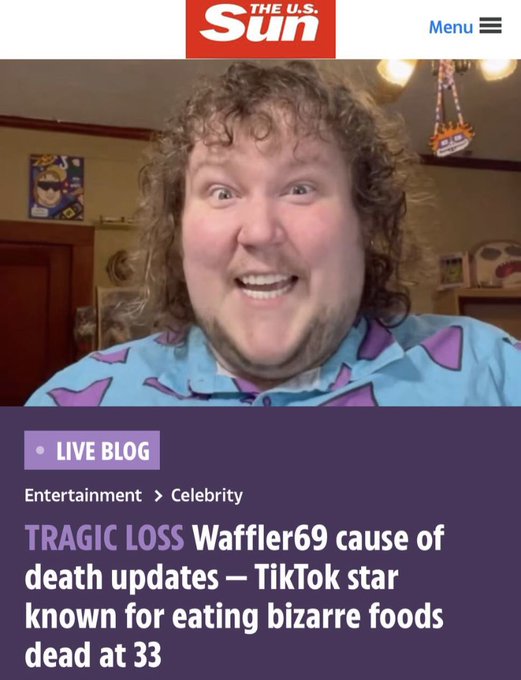 THE U.S.
Sun
Menu
LIVE BLOG
Entertainment > Celebrity
TRAGIC LOSS Waffler69 cause of
death updates — TikTok star
known for eating bizarre foods
dead at 33